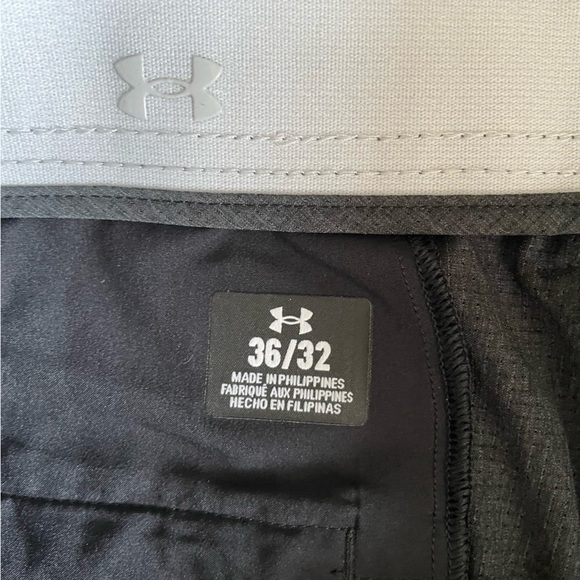 36/32
MADE IN PHILIPPINES
FABRIQUÉ AUX PHILIPPINES
HECHO EN FILIPINAS